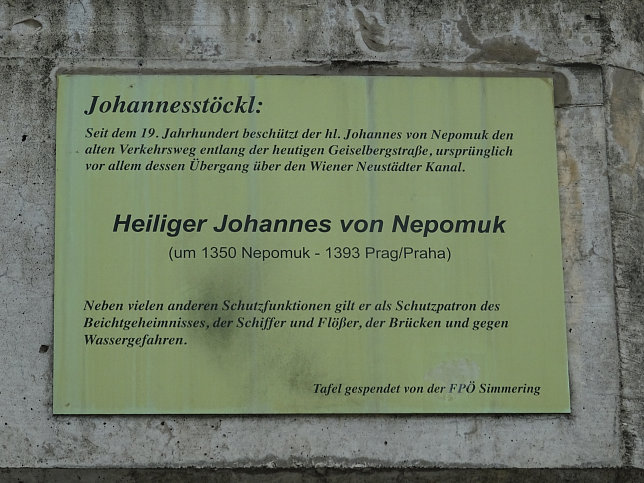 Johannesstöckl:
Seit dem 19. Jahrhundert beschützt der hl. Johannes von Nepomuk den
alten Verkehrsweg entlang der heutigen Geiselbergstraße, ursprünglich
vor allem dessen Übergang über den Wiener Neustädter Kanal.
Heiliger Johannes von Nepomuk
(um 1350 Nepomuk - 1393 Prag/Praha)
Neben vielen anderen Schutzfunktionen gilt er als Schutzpatron des
Beichtgeheimnisses, der Schiffer und Flößer, der Brücken und gegen
Wassergefahren.
Tafel gespendet von der FPÖ Simmering